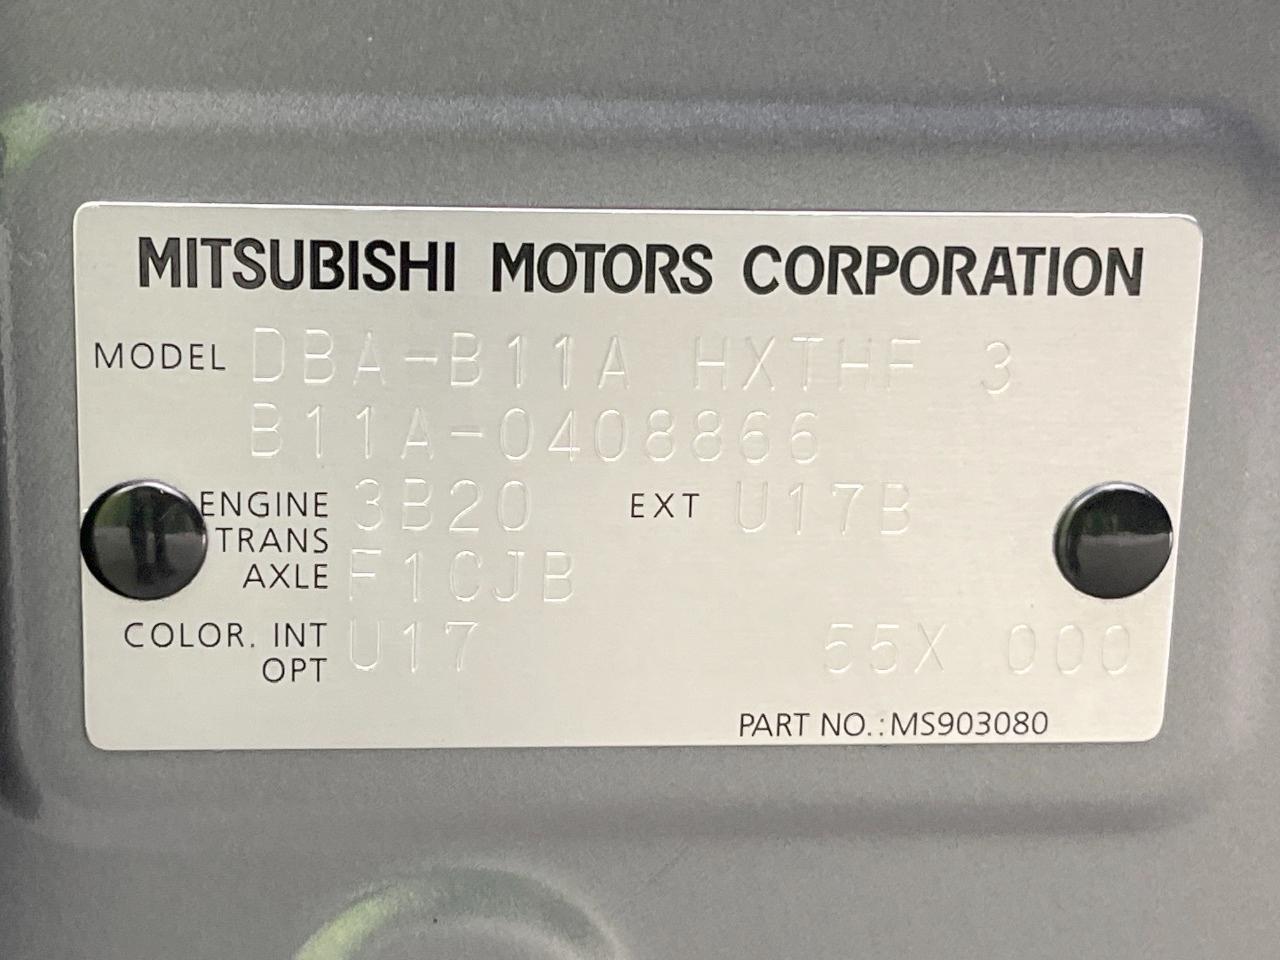 MITSUBISHI MOTORS CORPORATION
MODEL DBA-B11A HXTHF 3
B11A-0408866
ENGINE 3B20 EXT U17B
TRANS
AXLE F1CJB
COLOR. INT U17 55X 000
OPT
PART NO.: MS903080